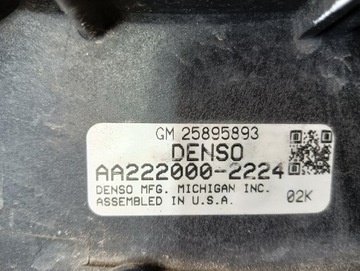 GM 25895893
DENSO
AA222000-2224
DENSO MFG. MICHIGAN INC.
ASSEMBLED IN U.S.A.
02K